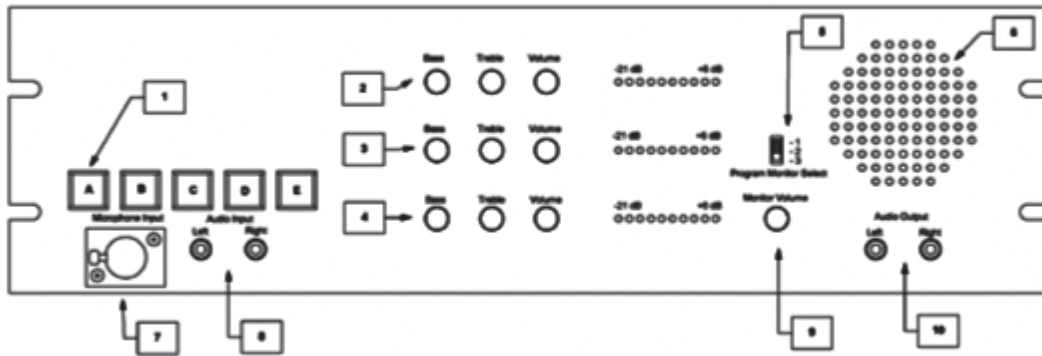 5
6
1
2
Bass Treble Volume
-21 dB +6 dB
3
Bass Treble Volume
-21 dB +6 dB
A B C D E
Program Monitor Select
Microphone Input
Audio Input
Left Right
4
Bass Treble Volume
-21 dB +6 dB
Monitor Volume
Audio Output
Left Right
7
8
9
10